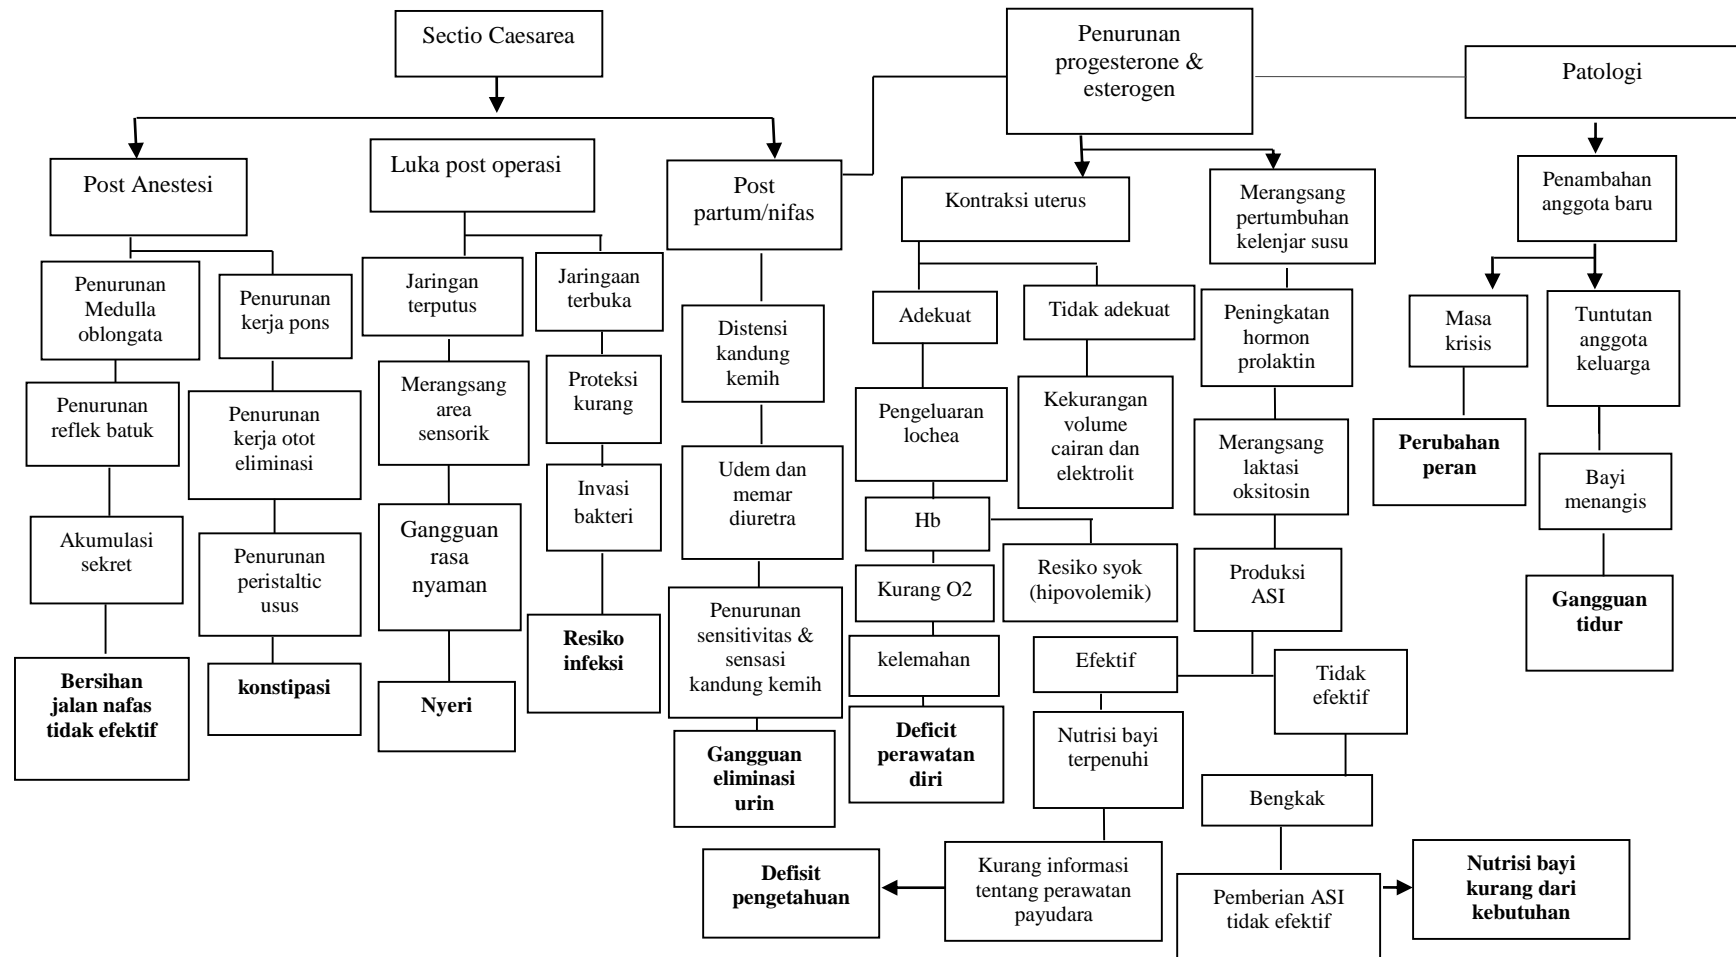 Sectio Caesarea
Penurunan
progesterone &
esterogen
Patologi
Post Anestesi
Luka post operasi
Post
partum/nifas
Kontraksi uterus
Merangsang
pertumbuhan
kelenjar susu
Penambahan
anggota baru
Penurunan
Medulla
oblongata
Penurunan
kerja pons
Jaringan
terputus
Jaringaan
terbuka
Distensi
kandung
kemih
Adekuat
Tidak adekuat
Peningkatan
hormon
prolaktin
Masa
krisis
Tuntutan
anggota
keluarga
Penurunan
reflek batuk
Penurunan
kerja otot
eliminasi
Merangsang
area
sensorik
Proteksi
kurang
Udem dan
memar
diuretra
Pengeluaran
lochea
Kekurangan
volume
cairan dan
elektrolit
Merangsang
laktasi
oksitosin
Perubahan
peran
Bayi
menangis
Akumulasi
sekret
Penurunan
peristaltic
usus
Gangguan
rasa
nyaman
Invasi
bakteri
Penurunan
sensitivitas &
sensasi
kandung kemih
Hb
Kurang O2
kelemahan
Resiko syok
(hipovolemik)
Produksi
ASI
Gangguan
tidur
Bersihan
jalan nafas
tidak efektif
konstipasi
Nyeri
Resiko
infeksi
Gangguan
eliminasi
urin
Deficit
perawatan
diri
Efektif
Tidak
efektif
Nutrisi bayi
terpenuhi
Bengkak
Defisit
pengetahuan
Kurang informasi
tentang perawatan
payudara
Pemberian ASI
tidak efektif
Nutrisi bayi
kurang dari
kebutuhan